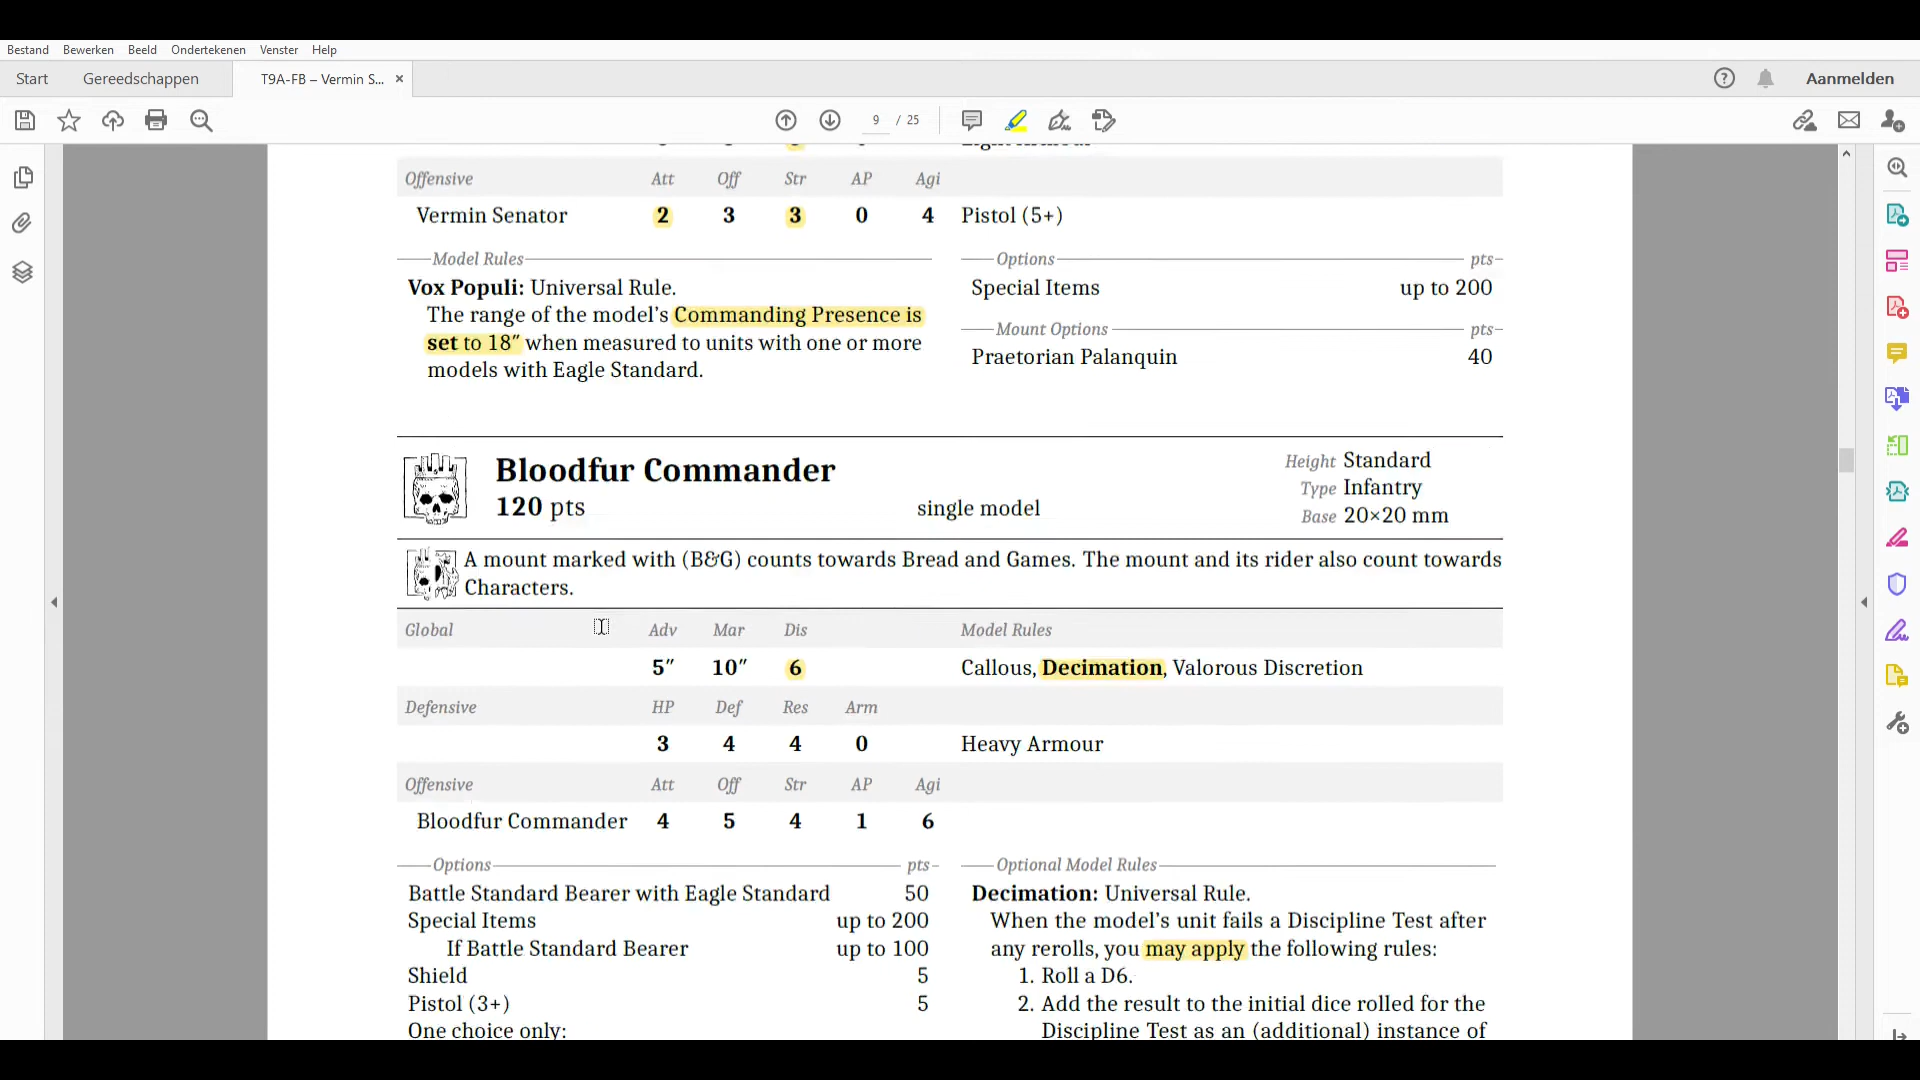 Bestand Bewerken Beeld Ondertekenen Venster Help
Start Gereedschappen T9A-FB – Vermin S... × Aanmelden
9 / 25
Offensive Att Off Str AP Agi
Vermin Senator 2 3 3 0 4 Pistol (5+)
Model Rules
Vox Populi: Universal Rule.
The range of the model’s Commanding Presence is
set to 18″ when measured to units with one or more
models with Eagle Standard.
Options pts
Special Items up to 200
Mount Options pts
Praetorian Palanquin 40
Bloodfur Commander
120 pts single model
Height Standard
Type Infantry
Base 20×20 mm
A mount marked with (B&G) counts towards Bread and Games. The mount and its rider also count towards
Characters.
Global Adv Mar Dis Model Rules
5″ 10″ 6 Callous, Decimation, Valorous Discretion
Defensive HP Def Res Arm
3 4 4 0 Heavy Armour
Offensive Att Off Str AP Agi
Bloodfur Commander 4 5 4 1 6
Options pts
Battle Standard Bearer with Eagle Standard 50
Special Items up to 200
If Battle Standard Bearer up to 100
Shield 5
Pistol (3+) 5
One choice only:
Optional Model Rules
Decimation: Universal Rule.
When the model’s unit fails a Discipline Test after
any rerolls, you may apply the following rules:
1. Roll a D6.
2. Add the result to the initial dice rolled for the
Discipline Test as an (additional) instance of